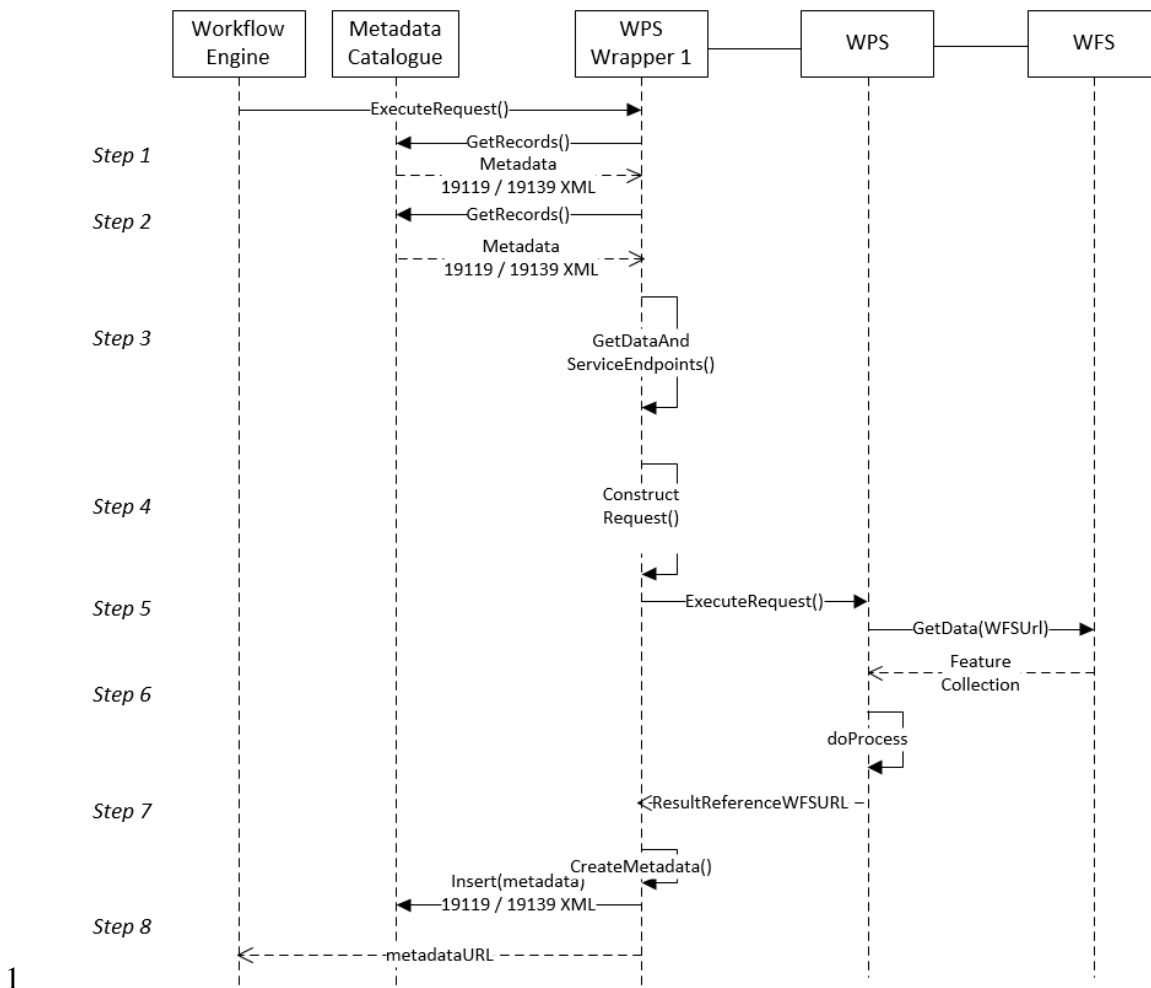 Workflow
Engine
Metadata
Catalogue
WPS
Wrapper 1
WPS
WFS
ExecuteRequest()
Step 1
GetRecords()
Metadata
19119 / 19139 XML
Step 2
GetRecords()
Metadata
19119 / 19139 XML
Step 3
GetDataAnd
ServiceEndpoints()
Step 4
Construct
Request()
Step 5
ExecuteRequest()
GetData(WFSUrl)
Feature
Collection
Step 6
doProcess
Step 7
ResultReferenceWFSURL
CreateMetadata()
Insert(metadata)
19119 / 19139 XML
Step 8
metadataURL
1